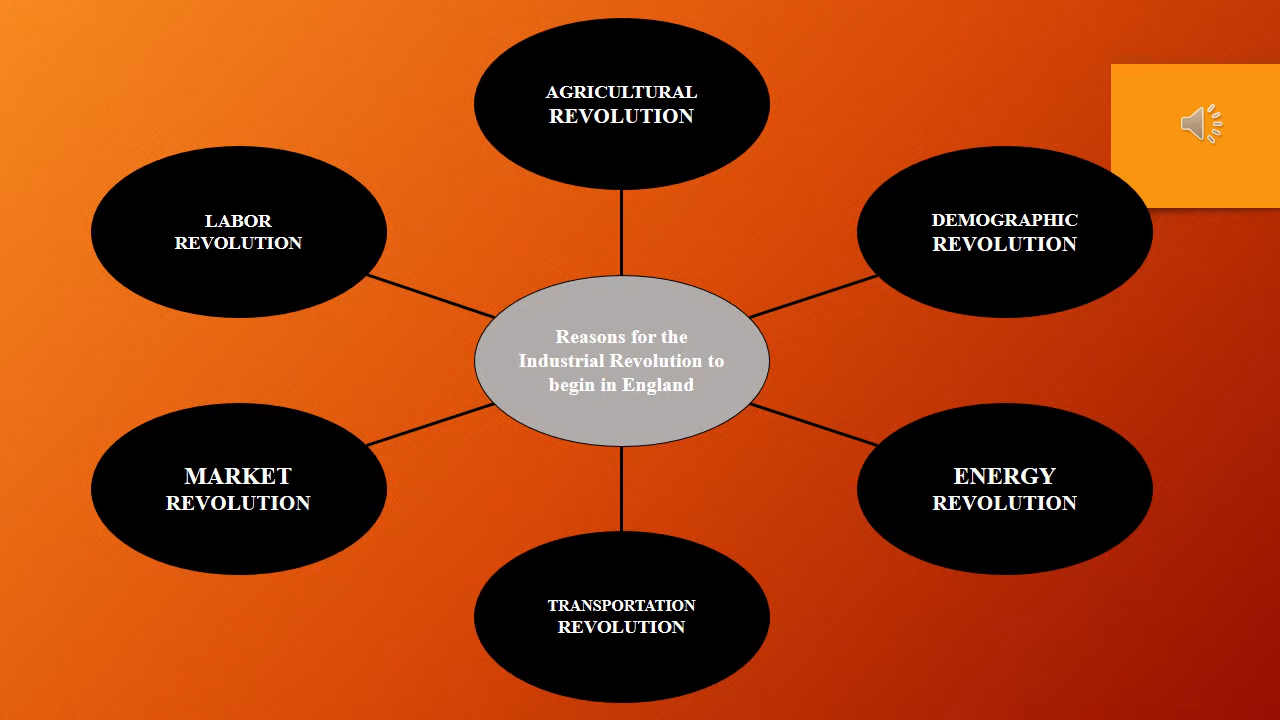 AGRICULTURAL
REVOLUTION
LABOR
REVOLUTION
DEMOGRAPHIC
REVOLUTION
Reasons for the
Industrial Revolution to
begin in England
MARKET
REVOLUTION
ENERGY
REVOLUTION
TRANSPORTATION
REVOLUTION